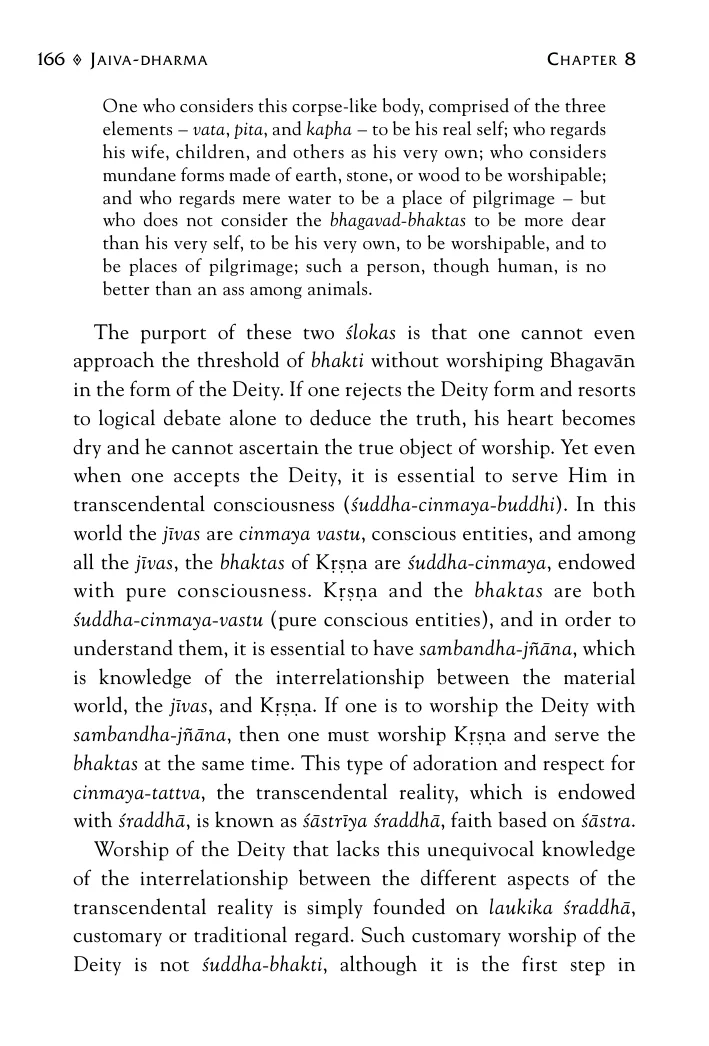 166 ◊ JAIVA-DHARMA CHAPTER 8
One who considers this corpse-like body, comprised of the three
elements – vata, pita, and kapha – to be his real self; who regards
his wife, children, and others as his very own; who considers
mundane forms made of earth, stone, or wood to be worshipable;
and who regards mere water to be a place of pilgrimage – but
who does not consider the bhagavad-bhaktas to be more dear
than his very self, to be his very own, to be worshipable, and to
be places of pilgrimage; such a person, though human, is no
better than an ass among animals.
The purport of these two ślokas is that one cannot even
approach the threshold of bhakti without worshiping Bhagavān
in the form of the Deity. If one rejects the Deity form and resorts
to logical debate alone to deduce the truth, his heart becomes
dry and he cannot ascertain the true object of worship. Yet even
when one accepts the Deity, it is essential to serve Him in
transcendental consciousness (śuddha-cinmaya-buddhi). In this
world the jīvas are cinmaya vastu, conscious entities, and among
all the jīvas, the bhaktas of Kṛṣṇa are śuddha-cinmaya, endowed
with pure consciousness. Kṛṣṇa and the bhaktas are both
śuddha-cinmaya-vastu (pure conscious entities), and in order to
understand them, it is essential to have sambandha-jñāna, which
is knowledge of the interrelationship between the material
world, the jīvas, and Kṛṣṇa. If one is to worship the Deity with
sambandha-jñāna, then one must worship Kṛṣṇa and serve the
bhaktas at the same time. This type of adoration and respect for
cinmaya-tattva, the transcendental reality, which is endowed
with śraddhā, is known as śāstrīya śraddhā, faith based on śāstra.
Worship of the Deity that lacks this unequivocal knowledge
of the interrelationship between the different aspects of the
transcendental reality is simply founded on laukika śraddhā,
customary or traditional regard. Such customary worship of the
Deity is not śuddha-bhakti, although it is the first step in